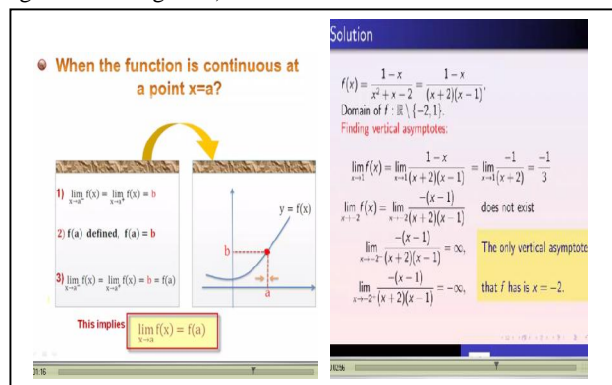 When the function is continuous at
a point x=a?
1) lim x→a⁻ f(x) = lim x→a⁺ f(x) = b
2) f(a) defined, f(a) = b
3) lim x→a⁻ f(x) = lim x→a⁺ f(x) = b = f(a)
y = f(x)
b
a
This implies lim x→a f(x) = f(a)
01:16
Solution
f(x) = (1 − x)/(x² + x − 2) = (1 − x)/((x + 2)(x − 1)),
Domain of f : ℝ \ {−2, 1}.
Finding vertical asymptotes:
lim x→1 f(x) = lim x→1 (1 − x)/((x + 2)(x − 1)) = lim x→1 −1/(x + 2) = −1/3
lim x→−2 f(x) = lim x→−2 −(x − 1)/((x + 2)(x − 1)) does not exist
lim x→−2⁻ −(x − 1)/((x + 2)(x − 1)) = ∞,
The only vertical asymptote
lim x→−2⁺ −(x − 1)/((x + 2)(x − 1)) = −∞,
that f has is x = −2.